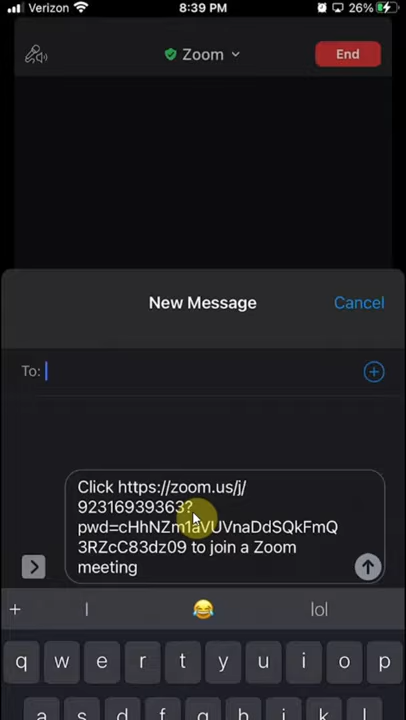 Verizon 8:39 PM 26%
Zoom End
New Message Cancel
To:
Click https://zoom.us/j/
92316939363?
pwd=cHhNZm1aVUVnaDdSQkFmQ
3RZcC83dz09 to join a Zoom
meeting
+ I 😂 lol
q w e r t y u i o p
a s d f g h j k l